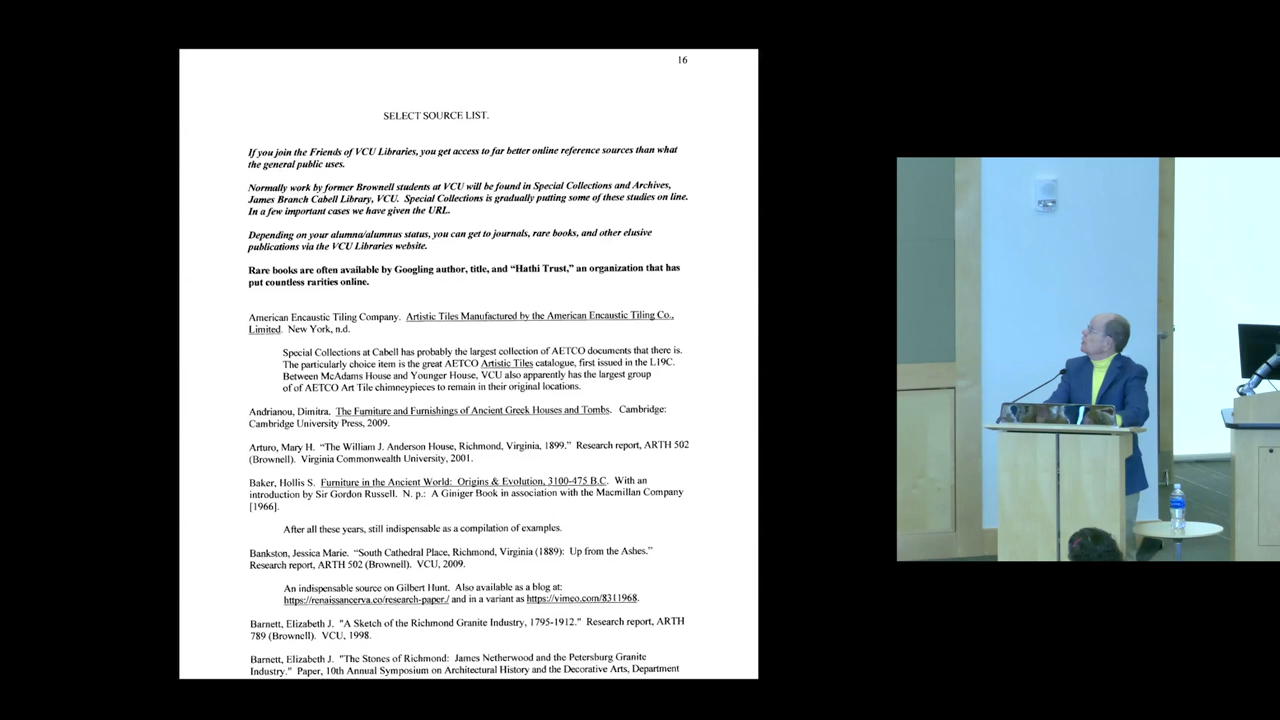 16
SELECT SOURCE LIST.
If you join the Friends of VCU Libraries, you get access to far better online reference sources than what
the general public uses.
Normally work by former Brownell students at VCU will be found in Special Collections and Archives,
James Branch Cabell Library, VCU.  Special Collections is gradually putting some of these studies on line.
In a few important cases we have given the URL.
Depending on your alumna/alumnus status, you can get to journals, rare books, and other elusive
publications via the VCU Libraries website.
Rare books are often available by Googling author, title, and “Hathi Trust,” an organization that has
put countless rarities online.
American Encaustic Tiling Company.  Artistic Tiles Manufactured by the American Encaustic Tiling Co.,
Limited.  New York, n.d.
Special Collections at Cabell has probably the largest collection of AETCO documents that there is.
The particularly choice item is the great AETCO Artistic Tiles catalogue, first issued in the L19C.
Between McAdams House and Younger House, VCU also apparently has the largest group
of of AETCO Art Tile chimneypieces to remain in their original locations.
Andrianou, Dimitra.  The Furniture and Furnishings of Ancient Greek Houses and Tombs.  Cambridge:
Cambridge University Press, 2009.
Arturo, Mary H.  “The William J. Anderson House, Richmond, Virginia, 1899.”  Research report, ARTH 502
(Brownell).  Virginia Commonwealth University, 2001.
Baker, Hollis S.  Furniture in the Ancient World:  Origins & Evolution, 3100-475 B.C.  With an
introduction by Sir Gordon Russell.  N. p.:  A Giniger Book in association with the Macmillan Company
[1966].
After all these years, still indispensable as a compilation of examples.
Bankston, Jessica Marie.  “South Cathedral Place, Richmond, Virginia (1889):  Up from the Ashes.”
Research report, ARTH 502 (Brownell).  VCU, 2009.
An indispensable source on Gilbert Hunt.  Also available as a blog at:
https://renaissancerva.co/research-paper./ and in a variant as https://vimeo.com/8311968.
Barnett, Elizabeth J.  "A Sketch of the Richmond Granite Industry, 1795-1912."  Research report, ARTH
789 (Brownell).  VCU, 1998.
Barnett, Elizabeth J.  "The Stones of Richmond:  James Netherwood and the Petersburg Granite
Industry."  Paper, 10th Annual Symposium on Architectural History and the Decorative Arts, Department